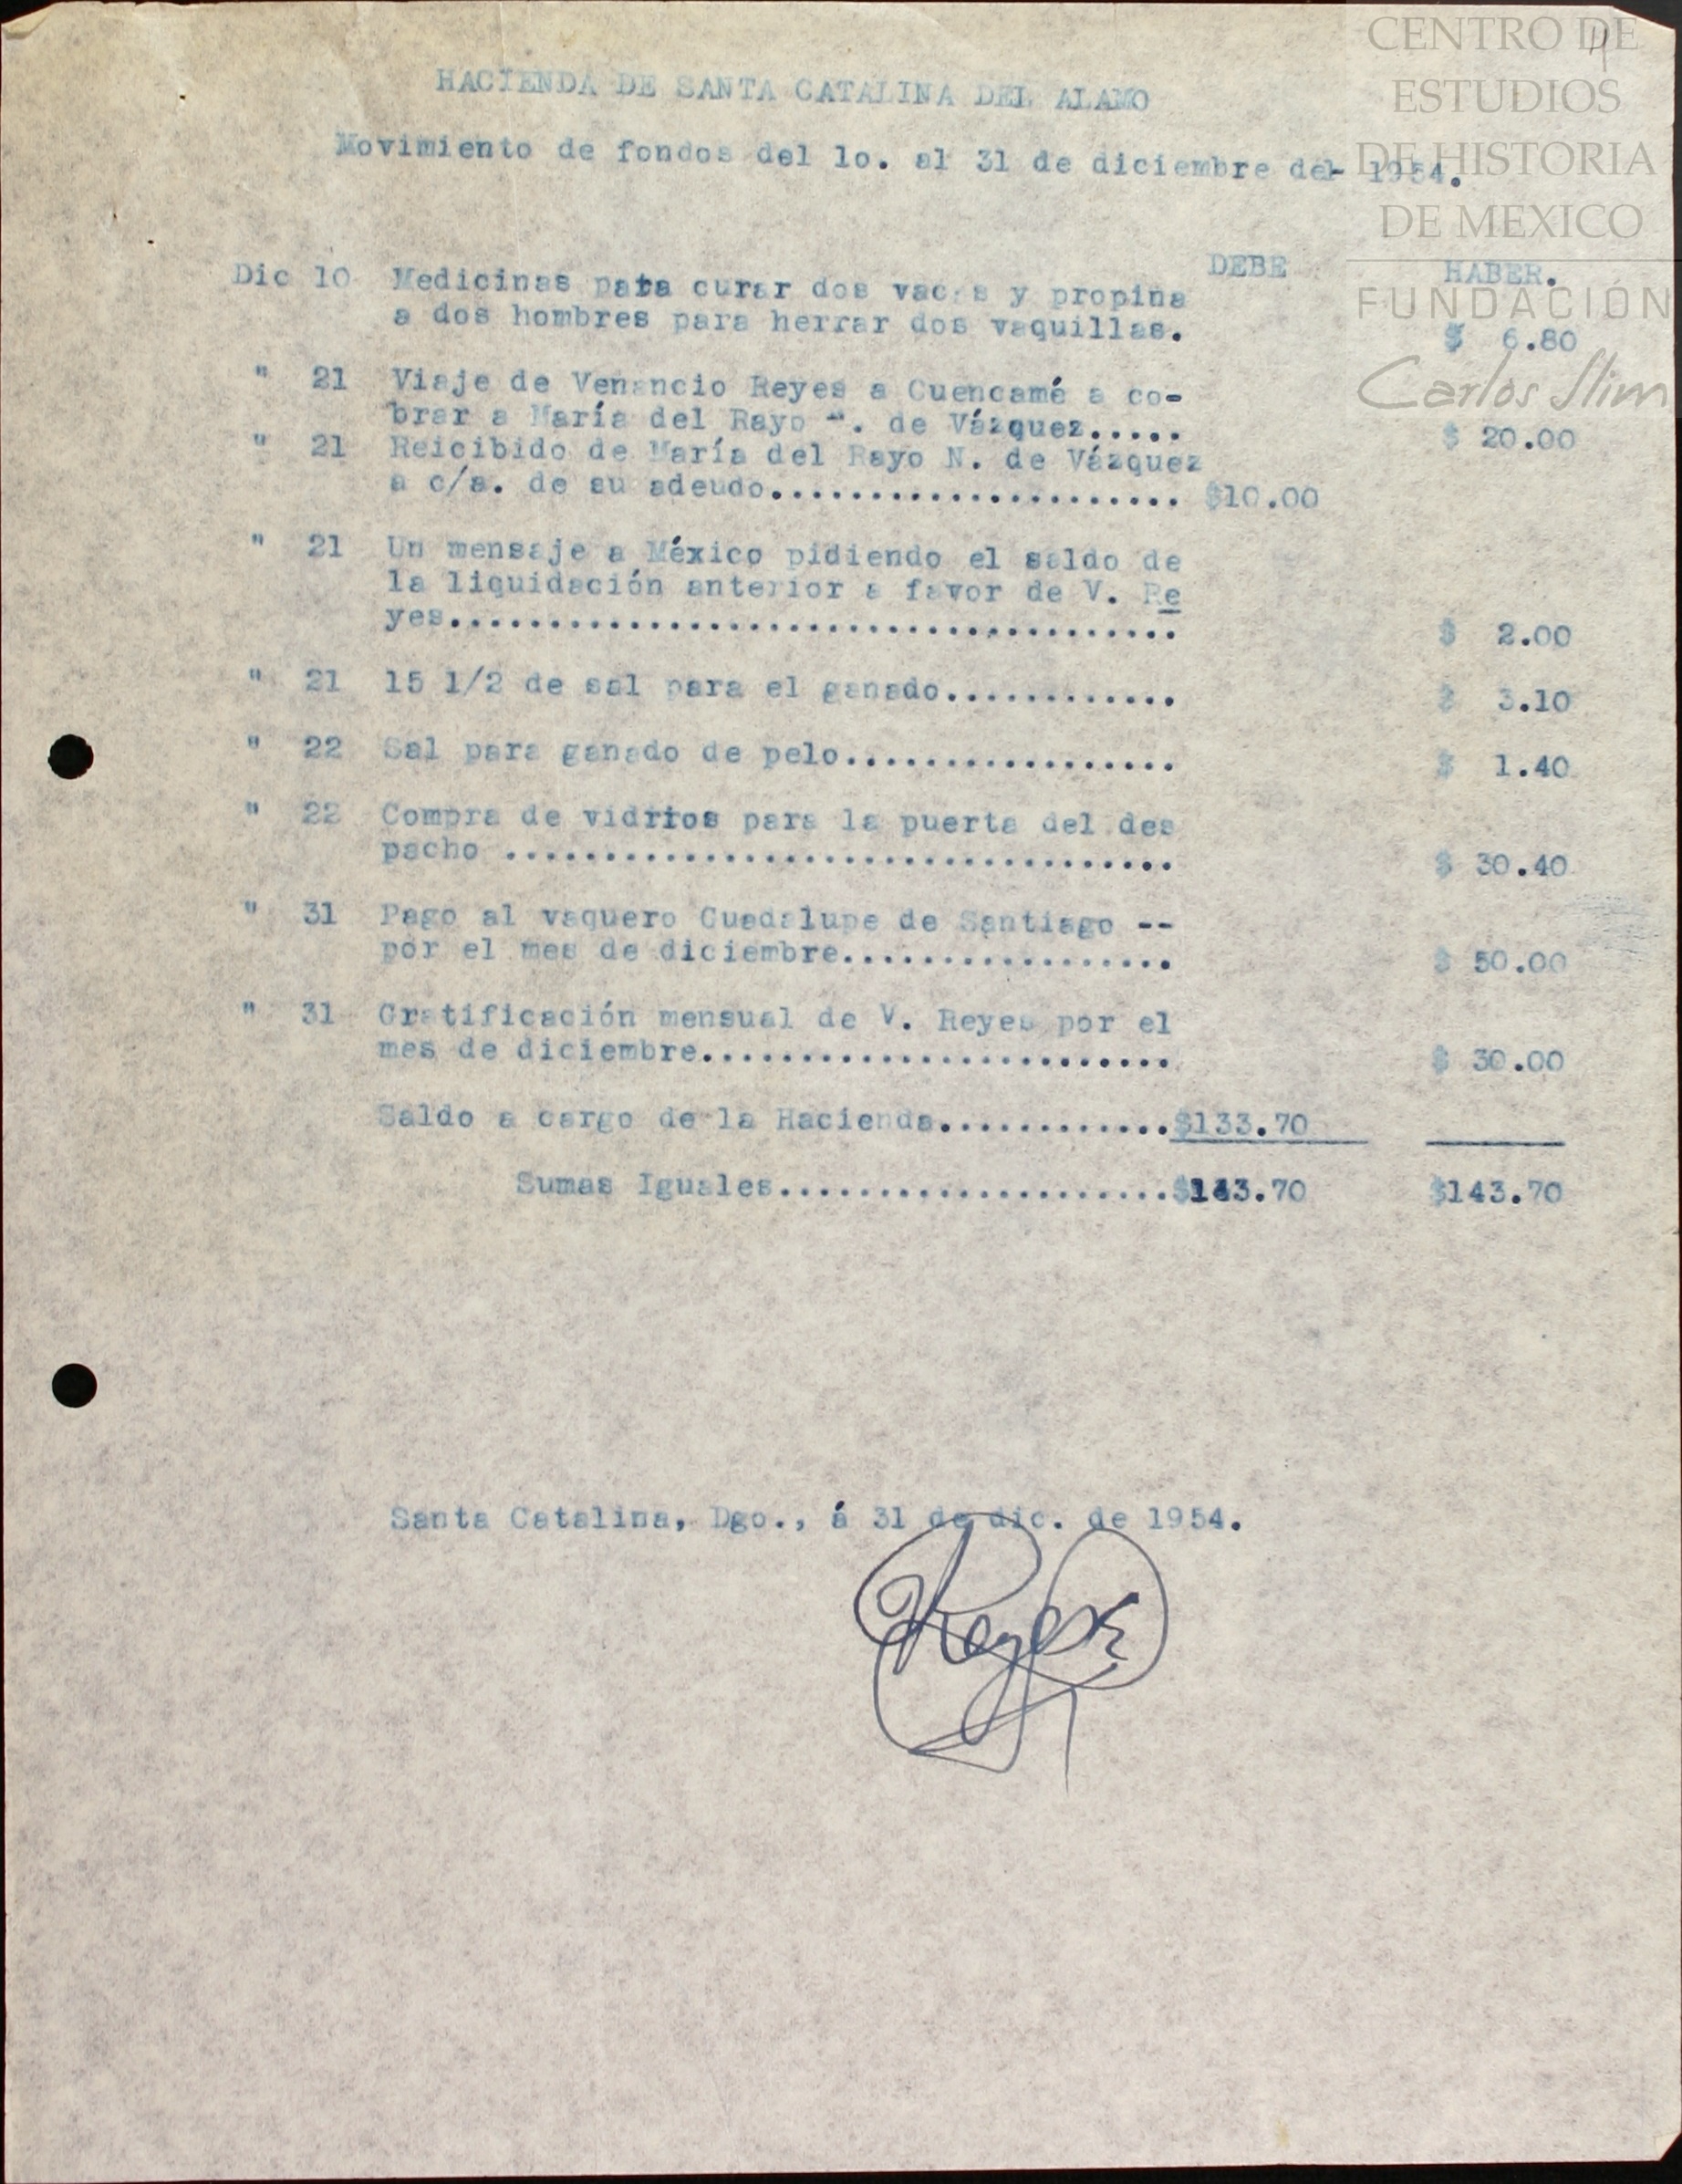 CENTRO DE
ESTUDIOS
DE HISTORIA
DE MEXICO
FUNDACIÓN
Carlos Slim
HACIENDA DE SANTA CATALINA DEL ALAMO
Movimiento de fondos del 1o. al 31 de diciembre de 1954.
DEBE HABER.
Dic 10 Medicinas para curar dos vacas y propina
a dos hombres para herrar dos vaquillas. $ 6.80
" 21 Viaje de Venancio Reyes a Cuencamé a co-
brar a María del Rayo . de Vázquez..... $ 20.00
" 21 Reicibido de María del Rayo N. de Vázquez
a c/a. de su adeudo..................... $10.00
" 21 Un mensaje a México pidiendo el saldo de
la liquidación anterior a favor de V. Re
yes..................................... $ 2.00
" 21 15 1/2 de sal para el ganado............ $ 3.10
" 22 Sal para ganado de pelo................. $ 1.40
" 22 Compra de vidrios para la puerta del des
pacho .................................. $ 30.40
" 31 Pago al vaquero Guadalupe de Santiago --
por el mes de diciembre................. $ 50.00
" 31 Gratificación mensual de V. Reyes por el
mes de diciembre........................ $ 30.00
Saldo a cargo de la Hacienda............$133.70
Sumas Iguales....................$143.70 $143.70
Santa Catalina, Dgo., á 31 de dic. de 1954.
Reyes